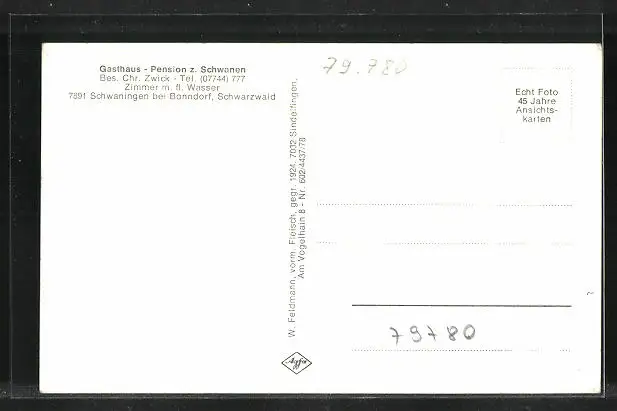 Gasthaus - Pension z. Schwanen
Bes. Chr. Zwick - Tel. (07744) 777
Zimmer m. fl. Wasser
7891 Schwaningen bei Bonndorf, Schwarzwald
W. Feldmann, vorm. Fleisch, gegr. 1924, 7032 Sindelfingen,
Am Vogelhain 8 - Nr. 602/4437/78
Agfa
79.780
Echt Foto
45 Jahre
Ansichts-
karten
79780